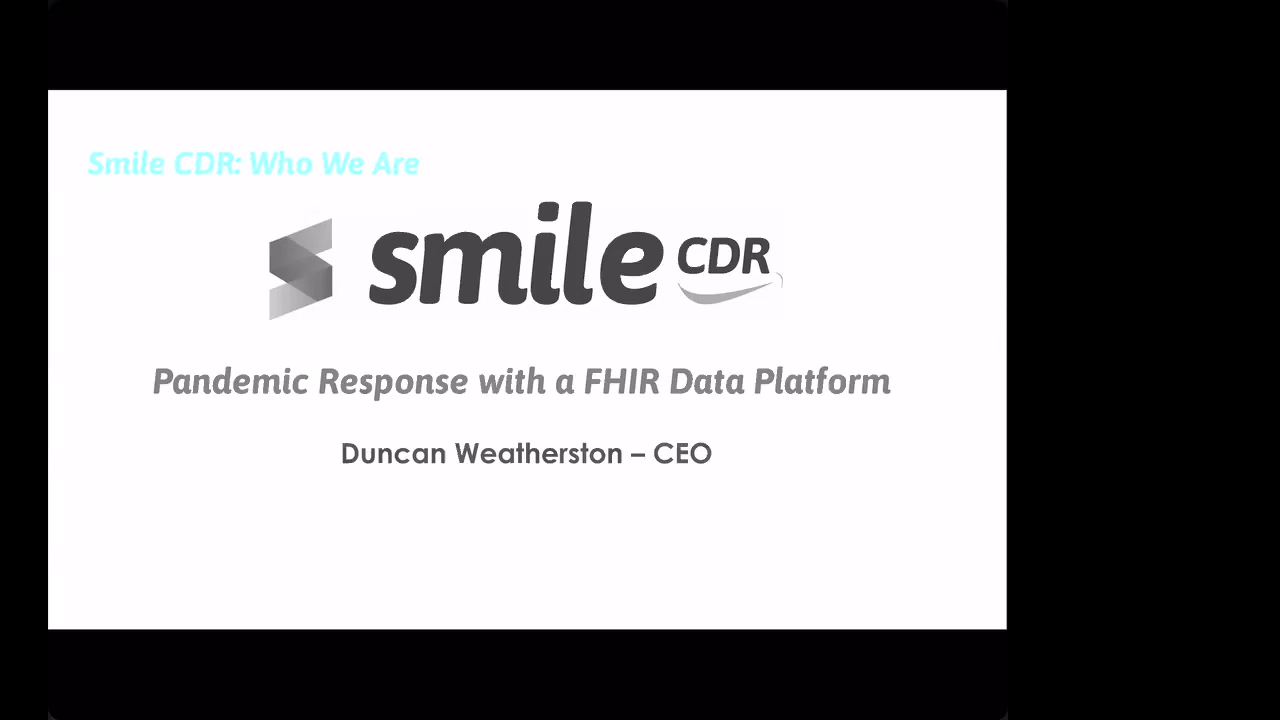 Smile CDR: Who We Are
smile CDR
Pandemic Response with a FHIR Data Platform
Duncan Weatherston – CEO